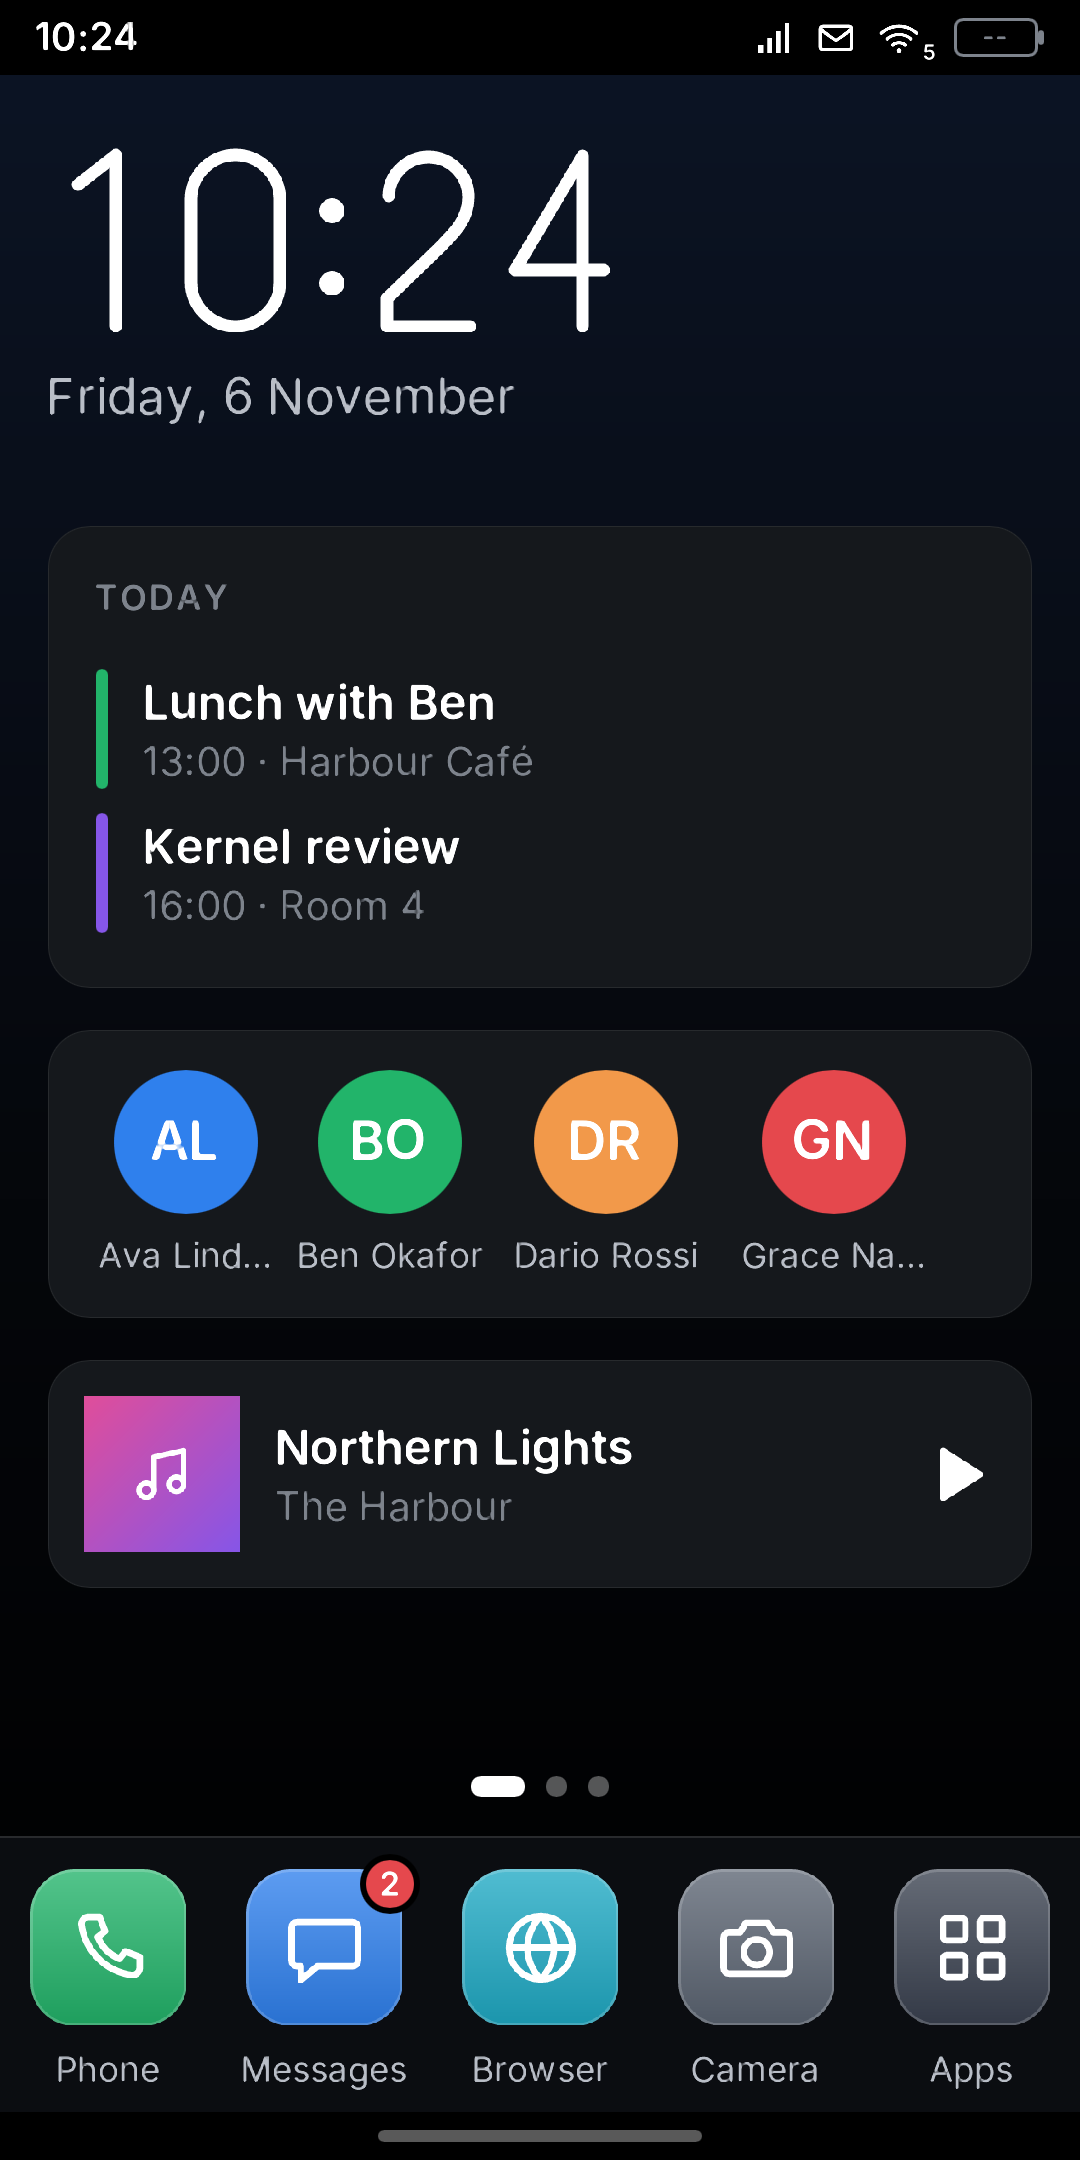 10:24
5
--
10:24
Friday, 6 November
TODAY
Lunch with Ben
13:00 · Harbour Café
Kernel review
16:00 · Room 4
AL BO DR GN
Ava Lind... Ben Okafor Dario Rossi Grace Na...
Northern Lights
The Harbour
2
Phone Messages Browser Camera Apps